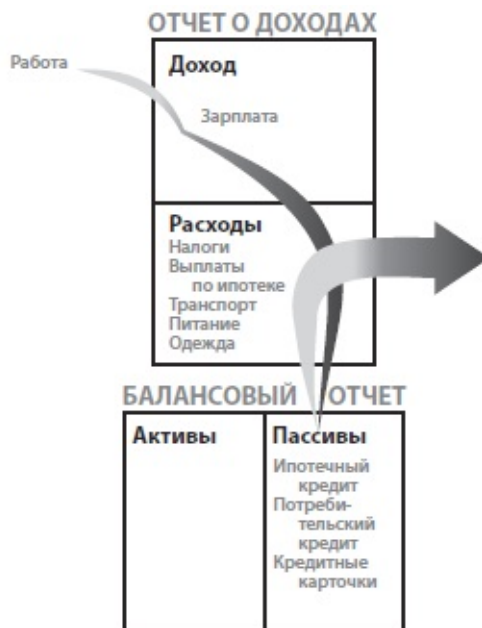 ОТЧЕТ О ДОХОДАХ
Работа
Доход
Зарплата
Расходы
Налоги
Выплаты
по ипотеке
Транспорт
Питание
Одежда
БАЛАНСОВЫЙ ОТЧЕТ
Активы
Пассивы
Ипотечный
кредит
Потреби-
тельский
кредит
Кредитные
карточки